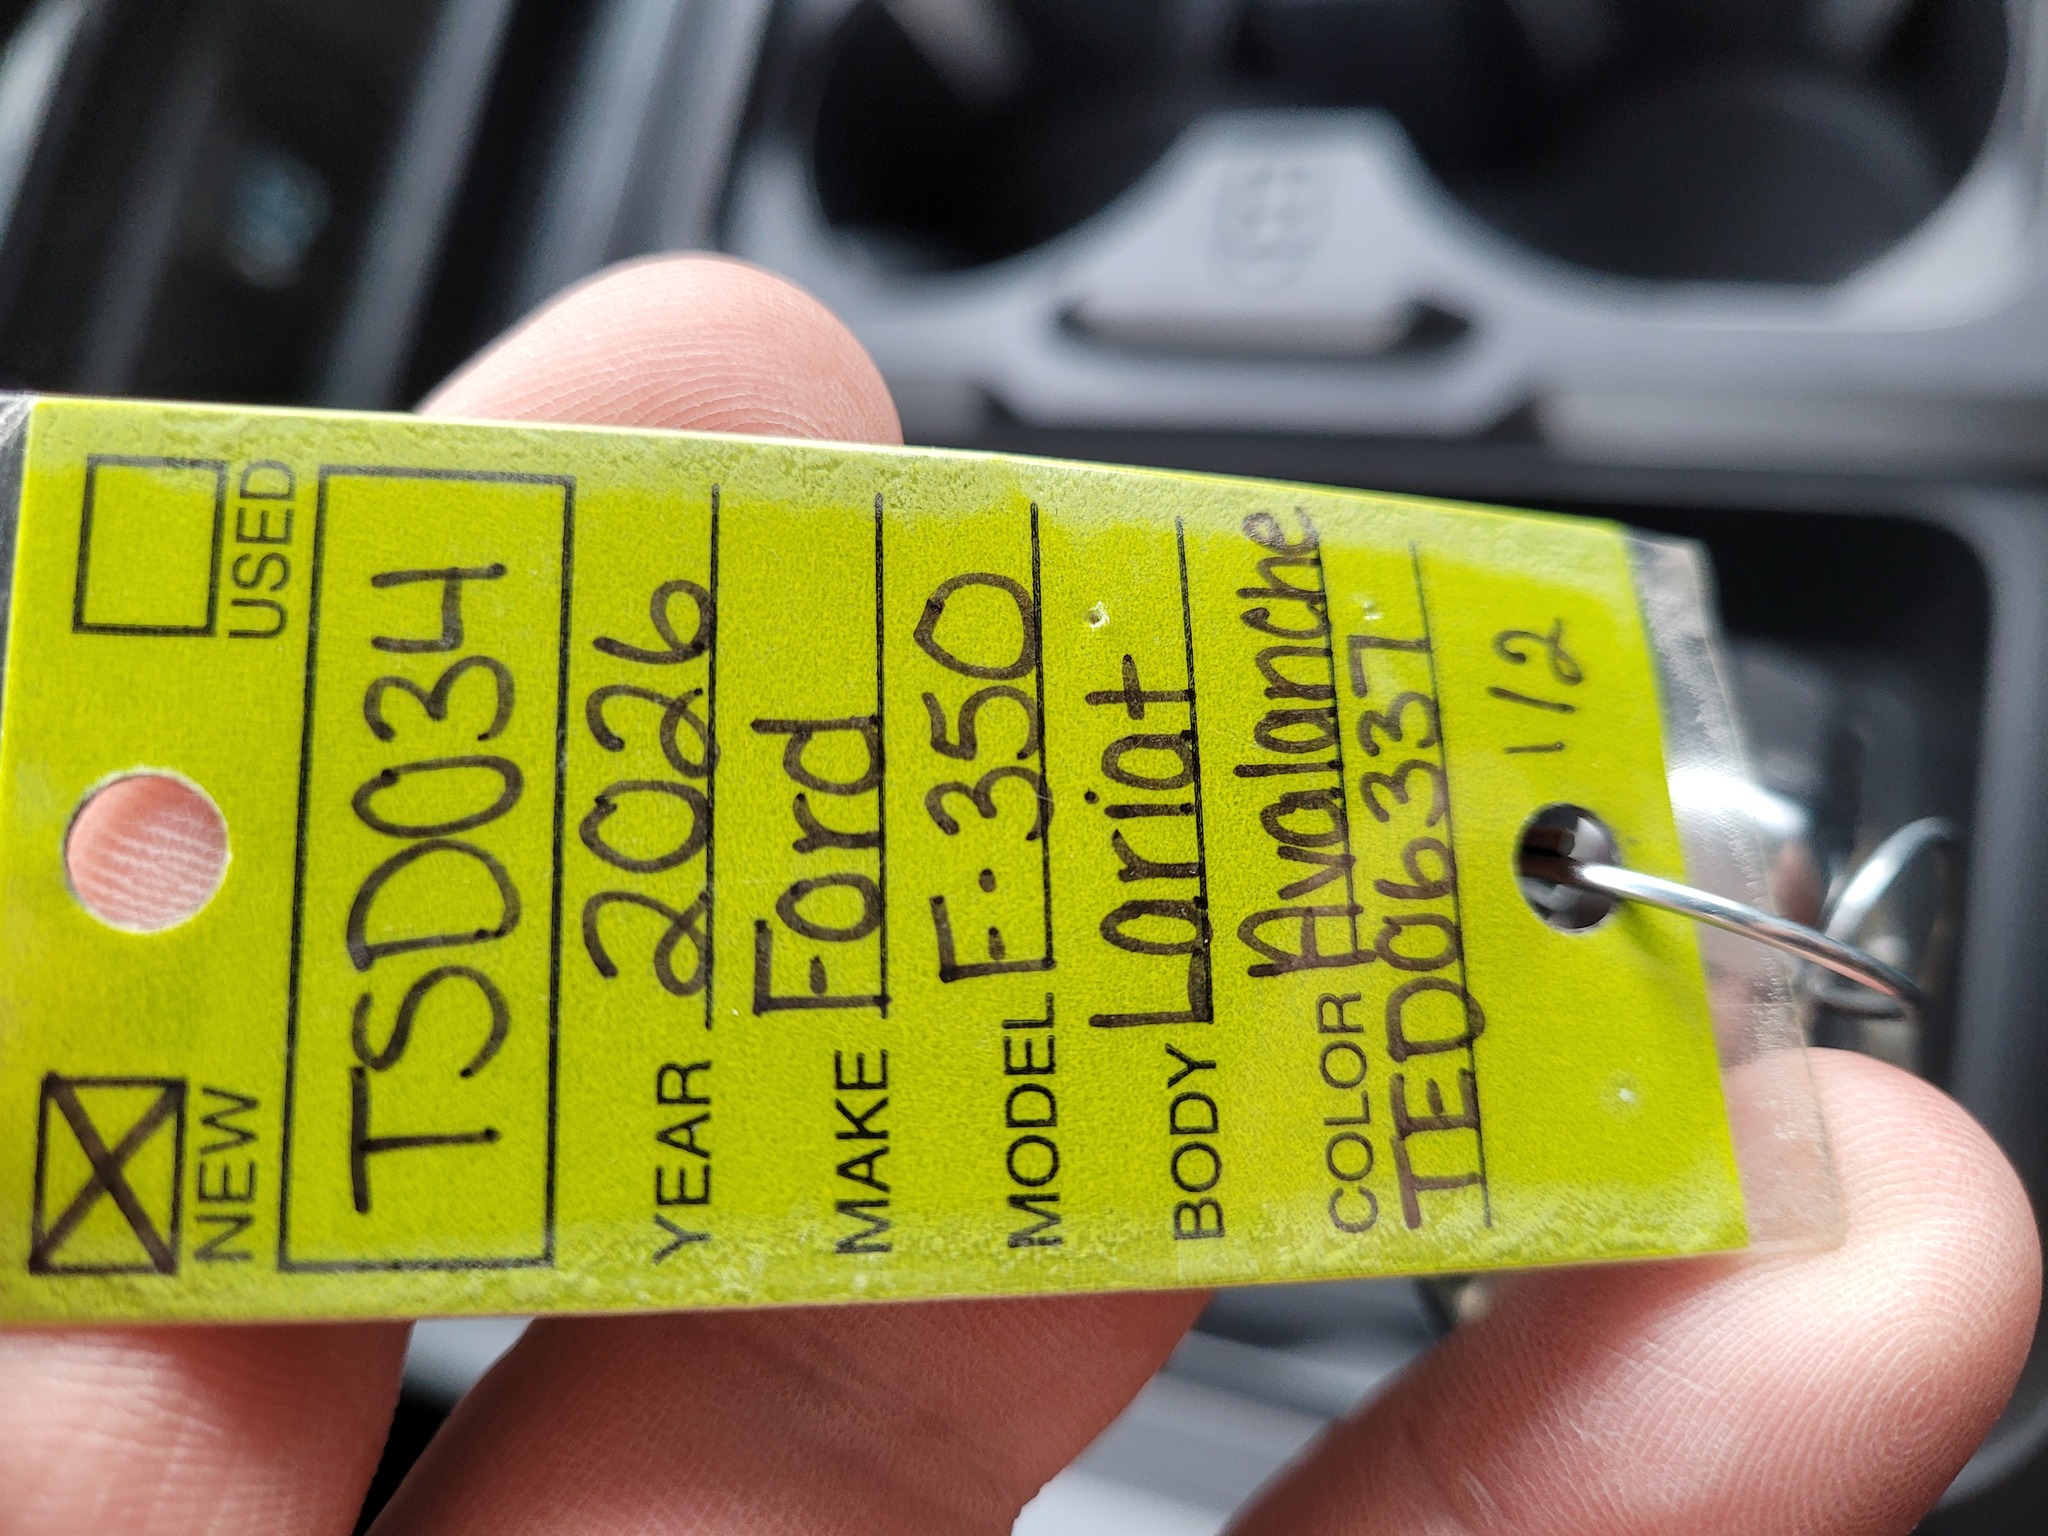 NEW USED
TSD034
YEAR 2026
MAKE Ford
MODEL F-350
BODY Lariat
COLOR Avalanche
TED06337
1/2